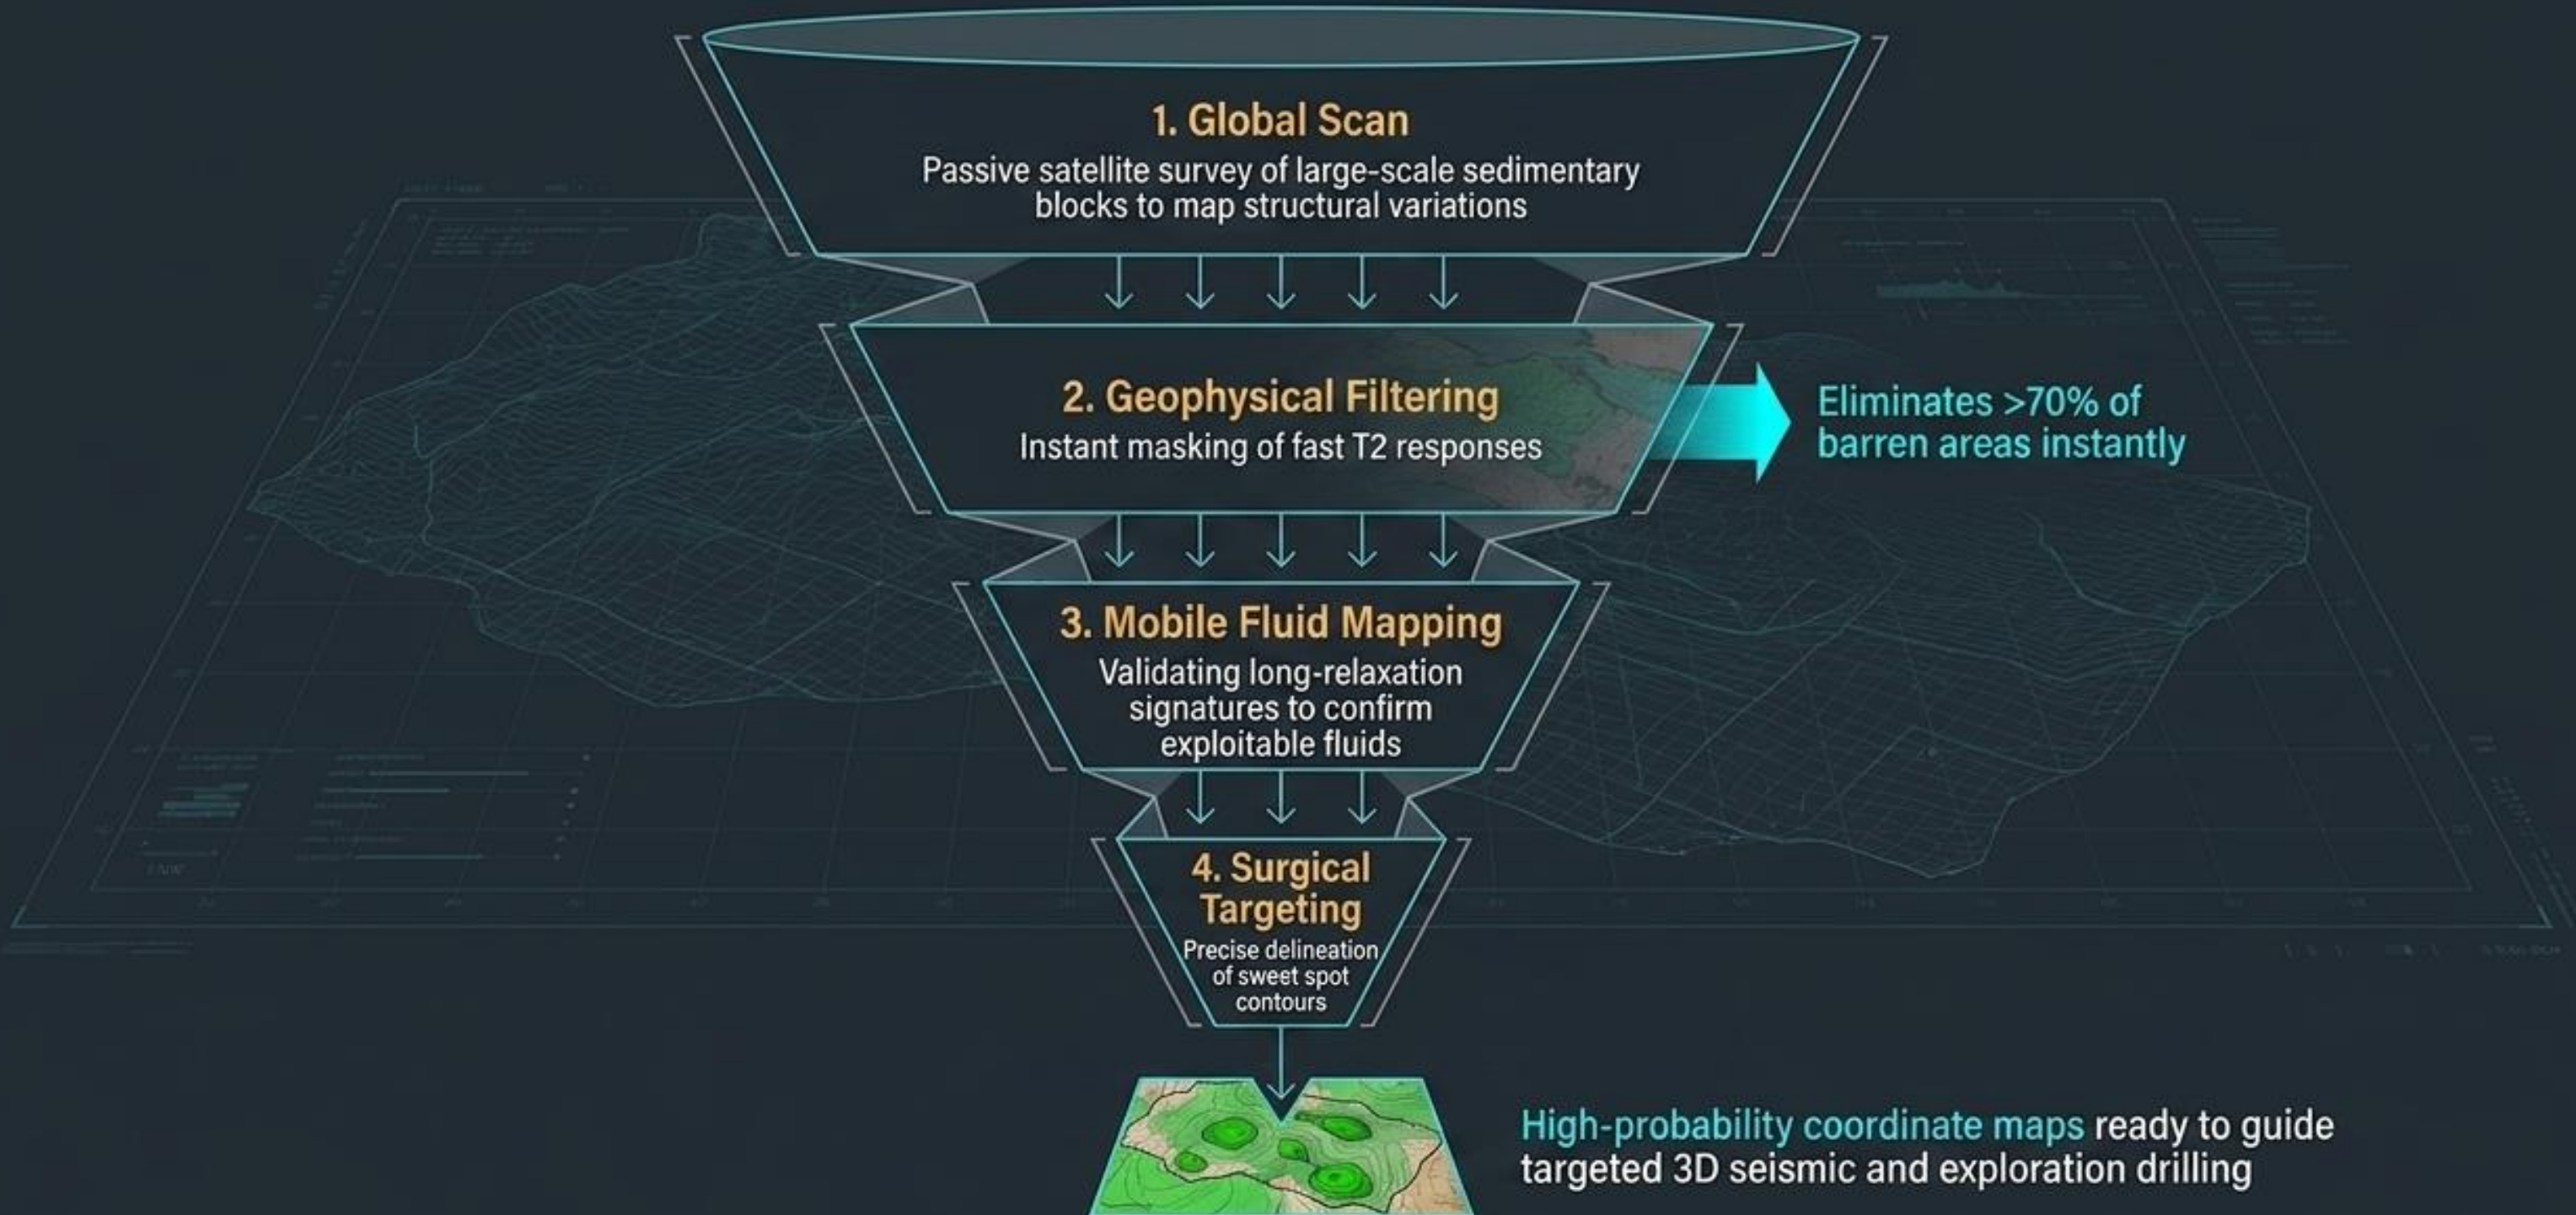 1. Global Scan
Passive satellite survey of large-scale sedimentary
blocks to map structural variations
2. Geophysical Filtering
Instant masking of fast T2 responses
Eliminates >70% of
barren areas instantly
3. Mobile Fluid Mapping
Validating long-relaxation
signatures to confirm
exploitable fluids
4. Surgical
Targeting
Precise delineation
of sweet spot
contours
High-probability coordinate maps ready to guide
targeted 3D seismic and exploration drilling